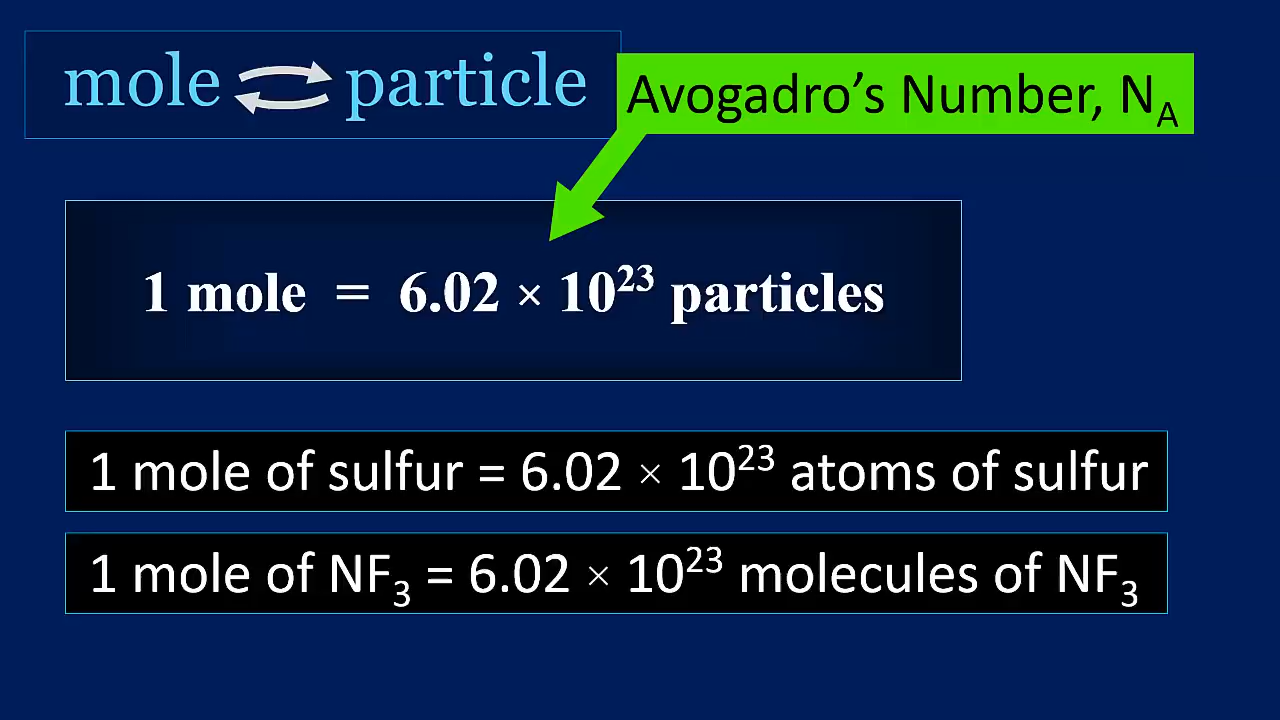 mole ⇌ particle
Avogadro’s Number, N_A
1 mole = 6.02 × 10²³ particles
1 mole of sulfur = 6.02 × 10²³ atoms of sulfur
1 mole of NF₃ = 6.02 × 10²³ molecules of NF₃